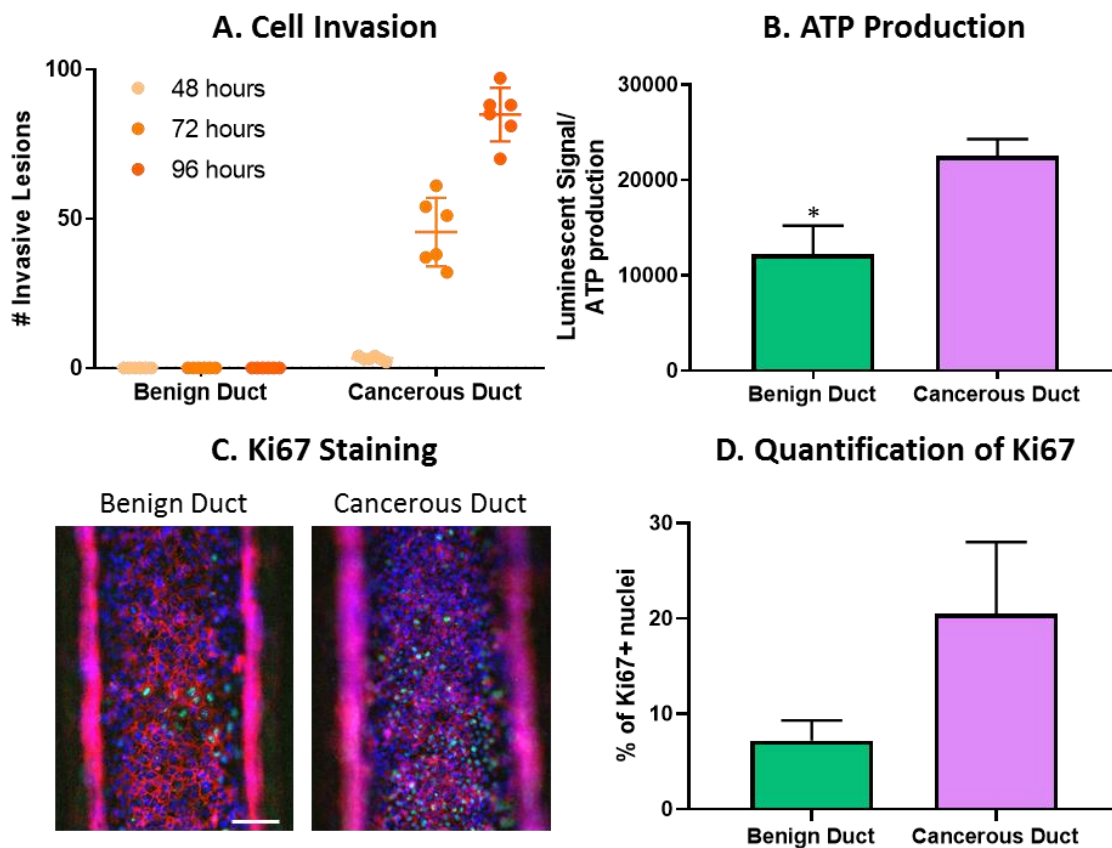 A. Cell Invasion
100
50
0
# Invasive Lesions
48 hours
72 hours
96 hours
Benign Duct
Cancerous Duct
B. ATP Production
30000
20000
10000
0
Luminescent Signal/
ATP production
*
Benign Duct
Cancerous Duct
C. Ki67 Staining
Benign Duct
Cancerous Duct
D. Quantification of Ki67
30
20
10
0
% of Ki67+ nuclei
Benign Duct
Cancerous Duct